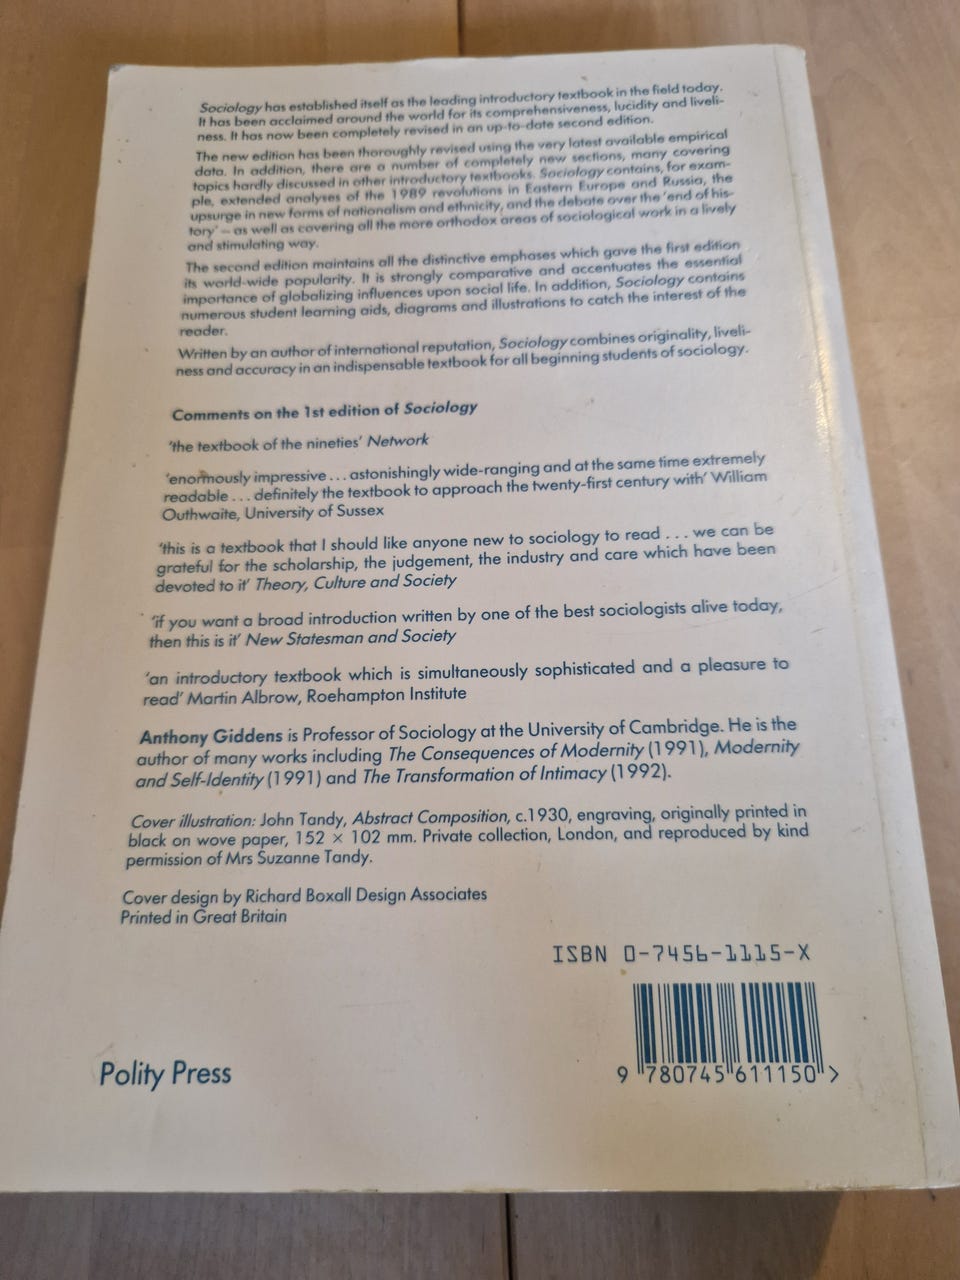 Sociology has established itself as the leading introductory textbook in the field today.
It has been acclaimed around the world for its comprehensiveness, lucidity and liveli-
ness. It has now been completely revised in an up-to-date second edition.
The new edition has been thoroughly revised using the very latest available empirical
data. In addition, there are a number of completely new sections, many covering
topics hardly discussed in other introductory textbooks. Sociology contains, for exam-
ple, extended analyses of the 1989 revolutions in Eastern Europe and Russia, the
upsurge in new forms of nationalism and ethnicity, and the debate over the 'end of his-
tory' – as well as covering all the more orthodox areas of sociological work in a lively
and stimulating way.
The second edition maintains all the distinctive emphases which gave the first edition
its world-wide popularity. It is strongly comparative and accentuates the essential
importance of globalizing influences upon social life. In addition, Sociology contains
numerous student learning aids, diagrams and illustrations to catch the interest of the
reader.
Written by an author of international reputation, Sociology combines originality, liveli-
ness and accuracy in an indispensable textbook for all beginning students of sociology.
Comments on the 1st edition of Sociology
'the textbook of the nineties' Network
'enormously impressive . . . astonishingly wide-ranging and at the same time extremely
readable . . . definitely the textbook to approach the twenty-first century with' William
Outhwaite, University of Sussex
'this is a textbook that I should like anyone new to sociology to read . . . we can be
grateful for the scholarship, the judgement, the industry and care which have been
devoted to it' Theory, Culture and Society
'if you want a broad introduction written by one of the best sociologists alive today,
then this is it' New Statesman and Society
'an introductory textbook which is simultaneously sophisticated and a pleasure to
read' Martin Albrow, Roehampton Institute
Anthony Giddens is Professor of Sociology at the University of Cambridge. He is the
author of many works including The Consequences of Modernity (1991), Modernity
and Self-Identity (1991) and The Transformation of Intimacy (1992).
Cover illustration: John Tandy, Abstract Composition, c.1930, engraving, originally printed in
black on wove paper, 152 × 102 mm. Private collection, London, and reproduced by kind
permission of Mrs Suzanne Tandy.
Cover design by Richard Boxall Design Associates
Printed in Great Britain
ISBN 0-7456-1115-X
Polity Press
9 780745 611150 >